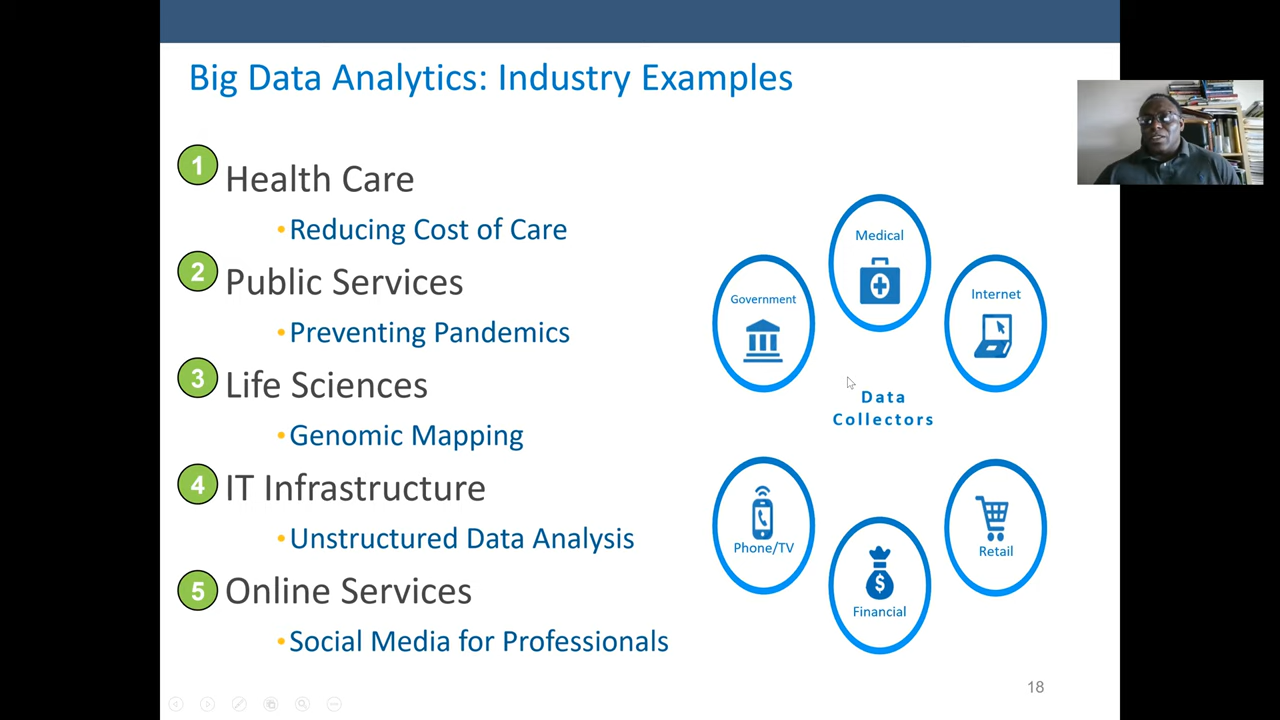 Big Data Analytics: Industry Examples
1 Health Care
•Reducing Cost of Care
2 Public Services
•Preventing Pandemics
3 Life Sciences
•Genomic Mapping
4 IT Infrastructure
•Unstructured Data Analysis
5 Online Services
•Social Media for Professionals
Medical
Government
Internet
Data
Collectors
Phone/TV
$
Financial
Retail
18